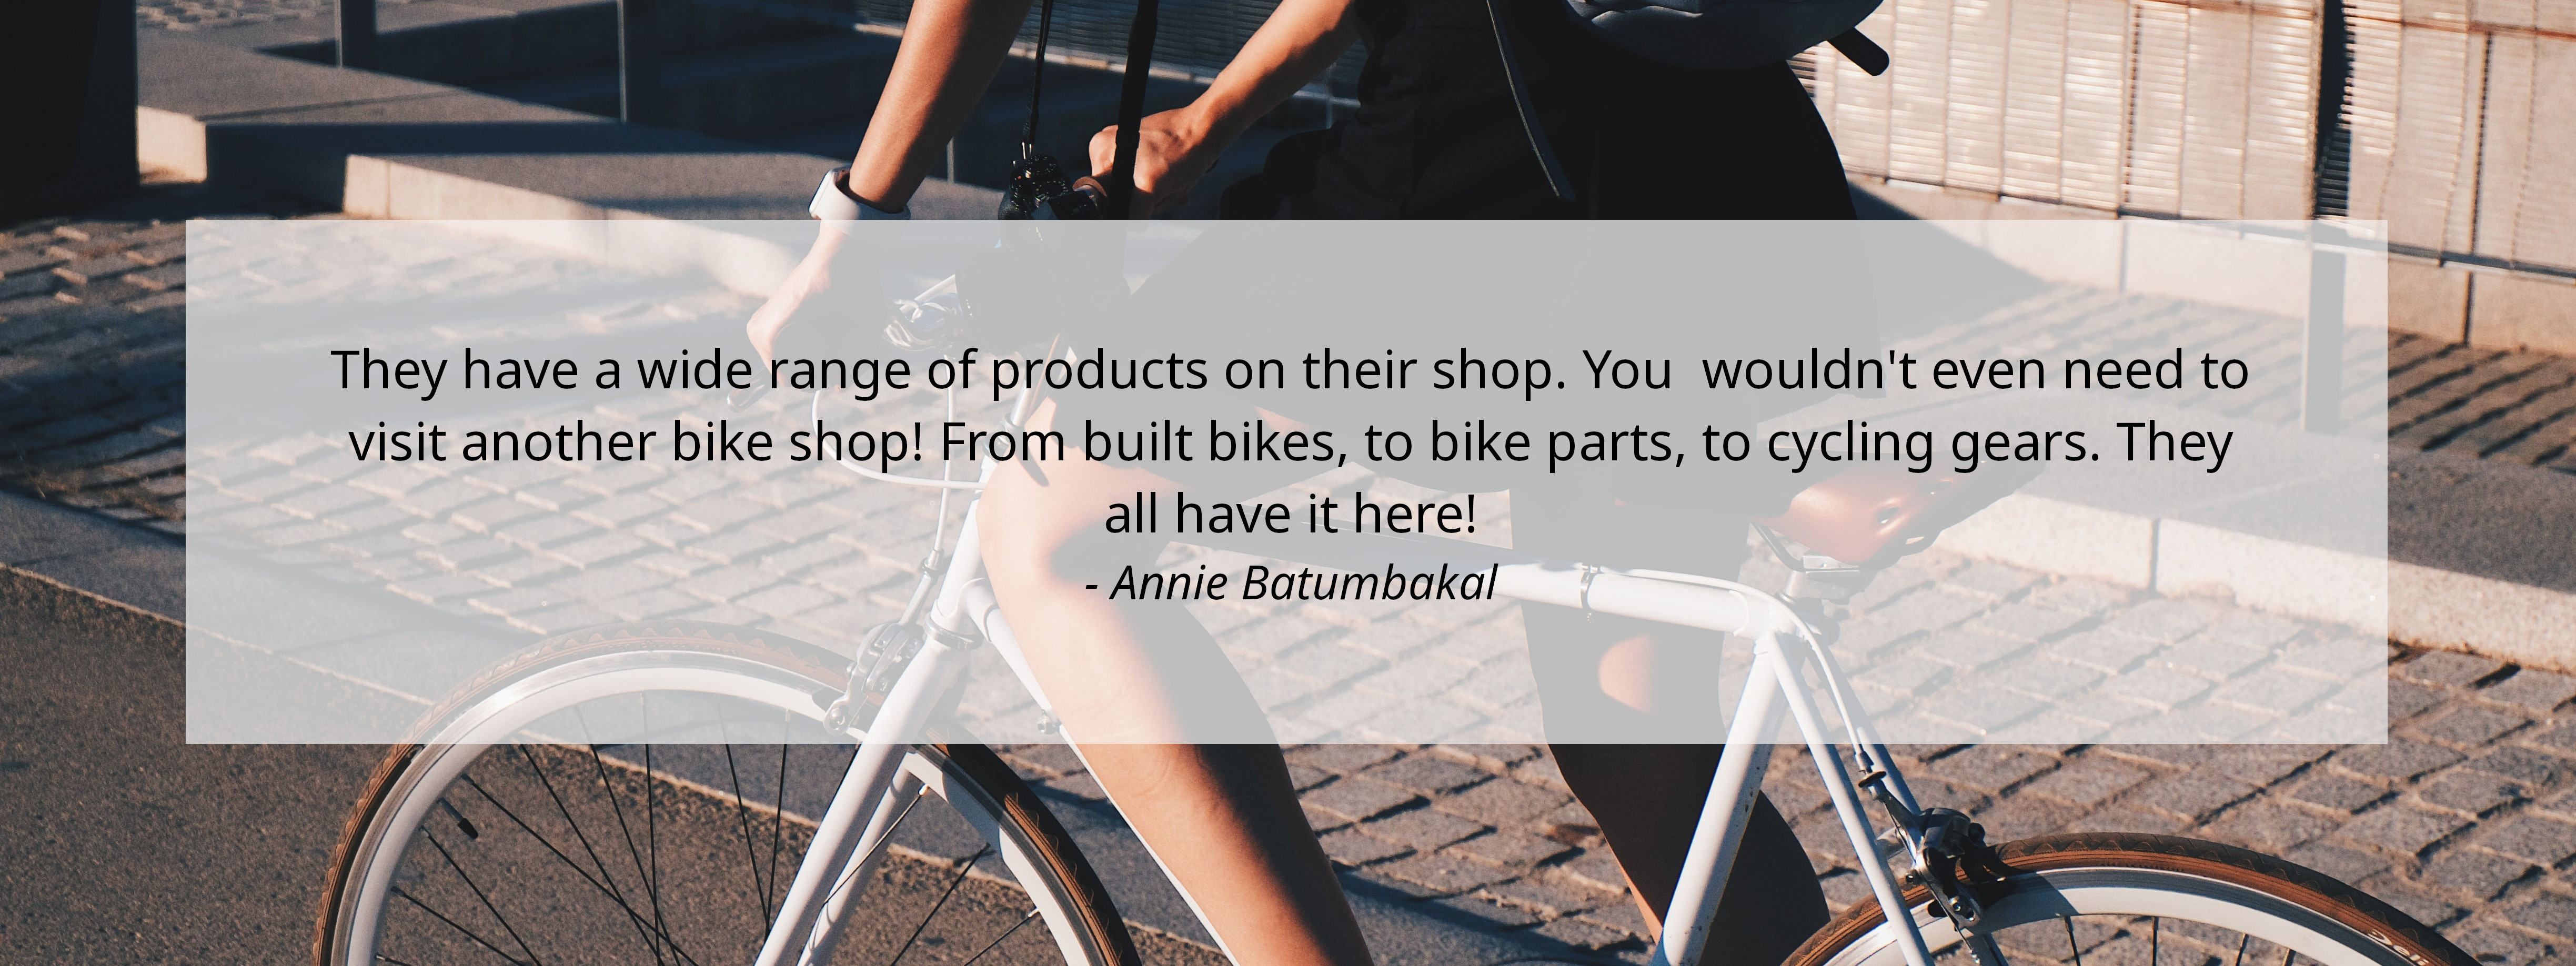 They have a wide range of products on their shop. You  wouldn't even need to
visit another bike shop! From built bikes, to bike parts, to cycling gears. They
all have it here!
- Annie Batumbakal